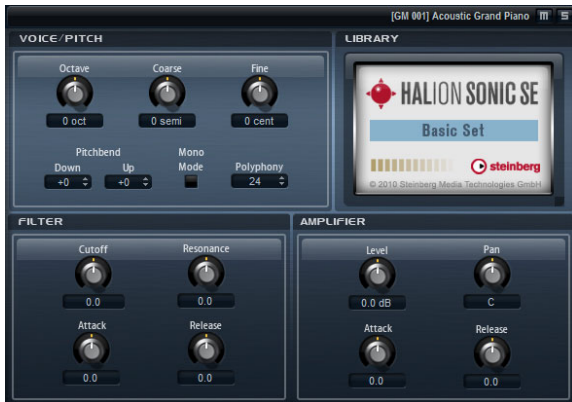 [GM 001] Acoustic Grand Piano M S
VOICE/PITCH
Octave Coarse Fine
0 oct 0 semi 0 cent
Pitchbend Mono
Down Up Mode Polyphony
+0 +0 24
LIBRARY
HALION SONIC SE
Basic Set
steinberg
© 2010 Steinberg Media Technologies GmbH
FILTER
Cutoff Resonance
0.0 0.0
Attack Release
0.0 0.0
AMPLIFIER
Level Pan
0.0 dB C
Attack Release
0.0 0.0